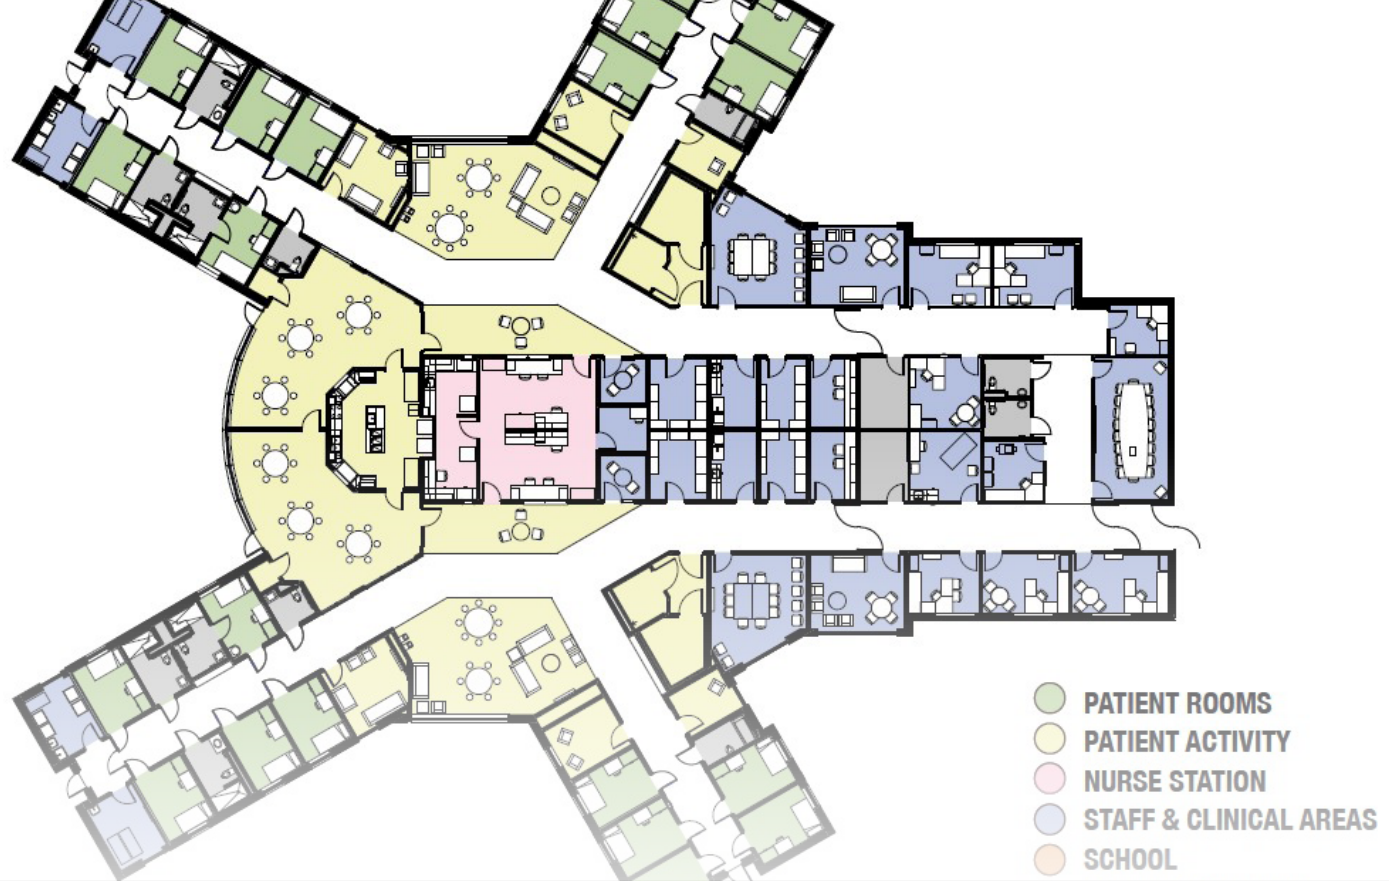 PATIENT ROOMS
PATIENT ACTIVITY
NURSE STATION
STAFF & CLINICAL AREAS
SCHOOL